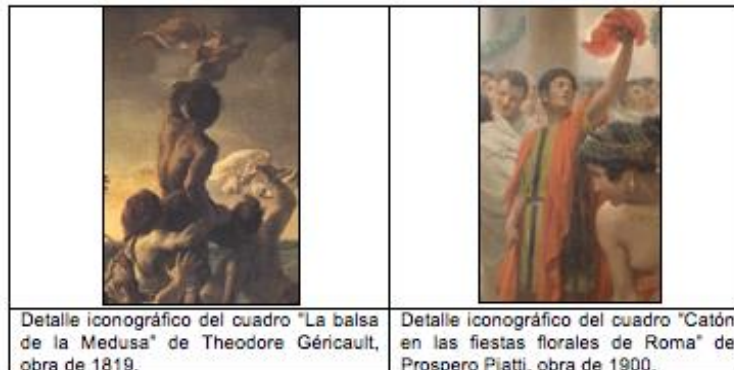 Detalle iconográfico del cuadro "La balsa
de la Medusa" de Theodore Géricault,
obra de 1819.
Detalle iconográfico del cuadro "Catón
en las fiestas florales de Roma" de
Prospero Piatti, obra de 1900.